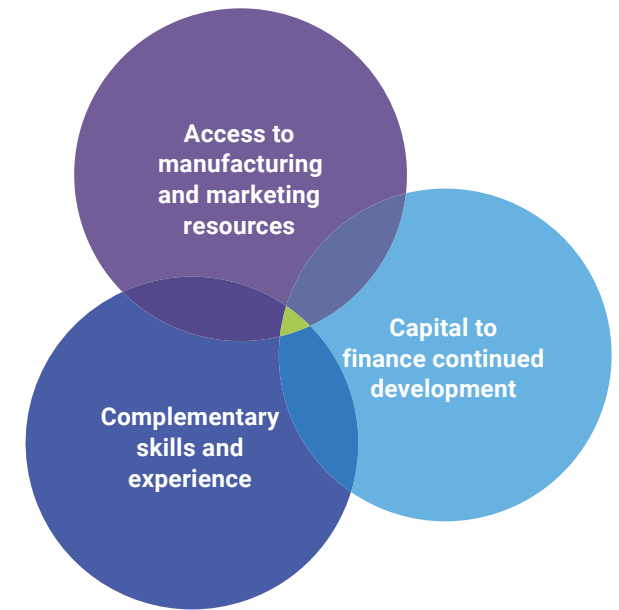 Access to
manufacturing
and marketing
resources
Capital to
finance continued
development
Complementary
skills and
experience